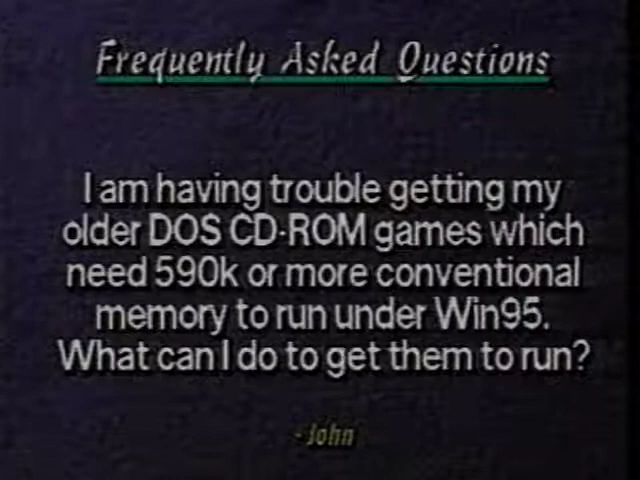 Frequently Asked Questions
I am having trouble getting my
older DOS CD-ROM games which
need 590k or more conventional
memory to run under Win95.
What can I do to get them to run?
- John